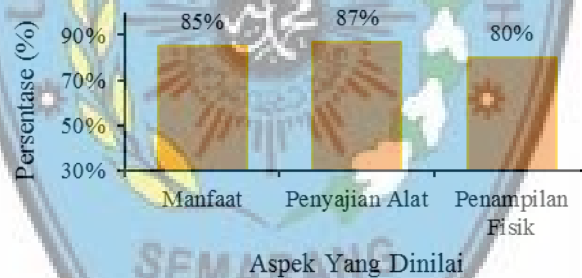 85%
87%
80%
90%
70%
50%
30%
Persentase (%)
Manfaat
Penyajian Alat
Penampilan
Fisik
Aspek Yang Dinilai